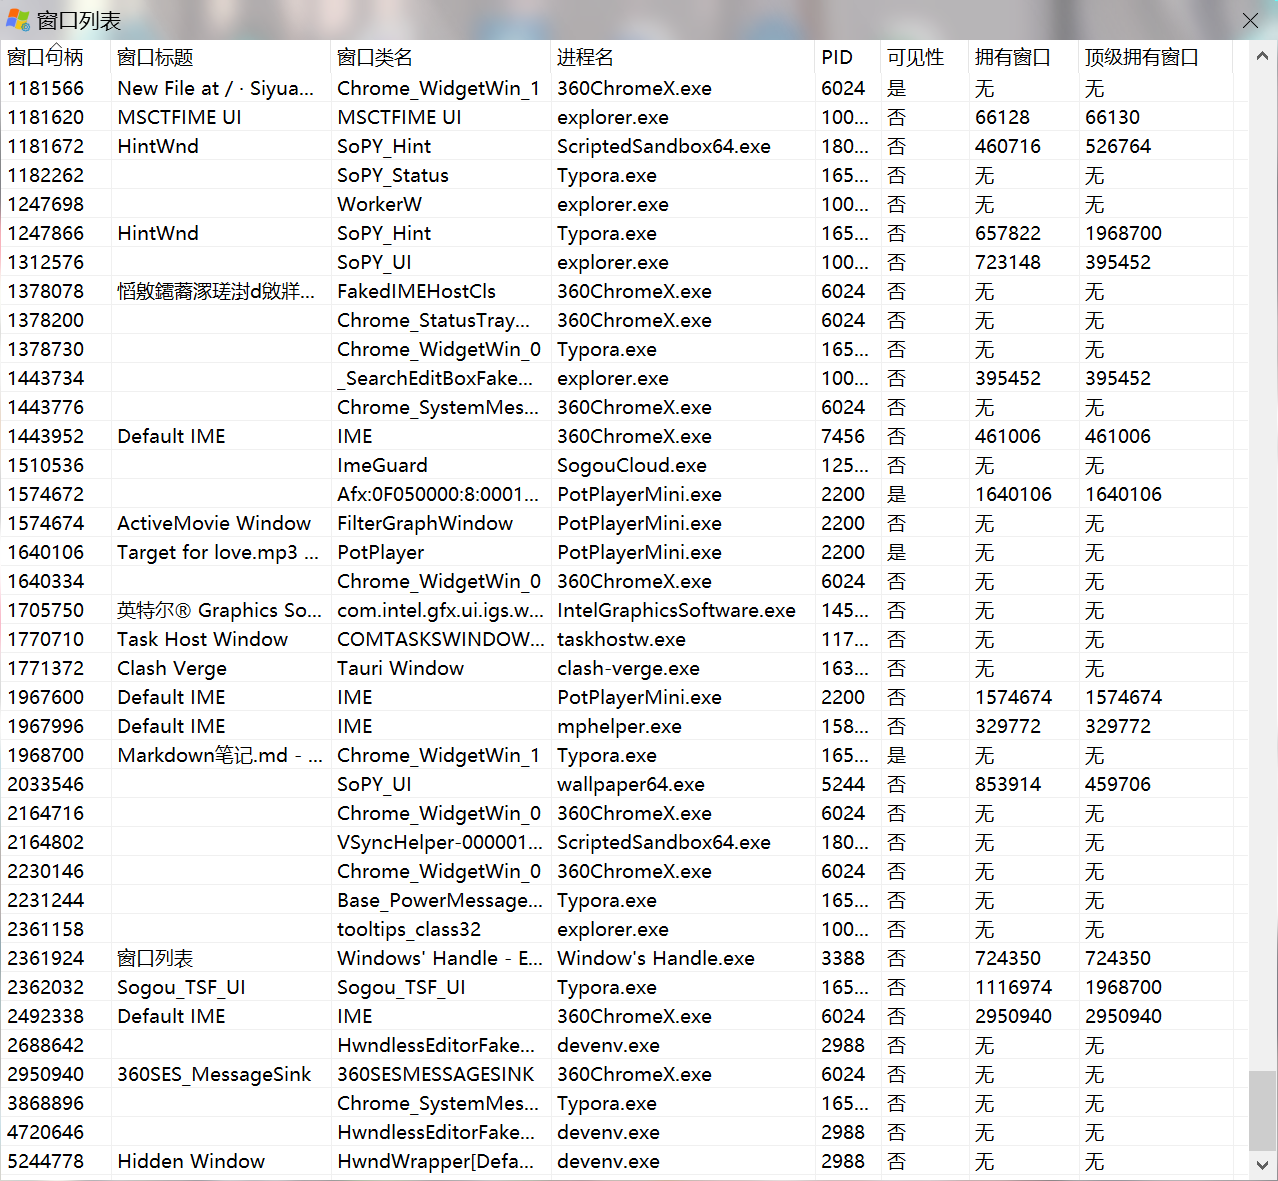 窗口列表
窗口句柄 窗口标题 窗口类名 进程名 PID 可见性 拥有窗口 顶级拥有窗口
1181566 New File at / · Siyua... Chrome_WidgetWin_1 360ChromeX.exe 6024 是 无 无
1181620 MSCTFIME UI MSCTFIME UI explorer.exe 100... 否 66128 66130
1181672 HintWnd SoPY_Hint ScriptedSandbox64.exe 180... 否 460716 526764
1182262 SoPY_Status Typora.exe 165... 否 无 无
1247698 WorkerW explorer.exe 100... 否 无 无
1247866 HintWnd SoPY_Hint Typora.exe 165... 否 657822 1968700
1312576 SoPY_UI explorer.exe 100... 否 723148 395452
1378078 FakedIMEHostCls 360ChromeX.exe 6024 否 无 无
1378200 Chrome_StatusTray... 360ChromeX.exe 6024 否 无 无
1378730 Chrome_WidgetWin_0 Typora.exe 165... 否 无 无
1443734 _SearchEditBoxFake... explorer.exe 100... 否 395452 395452
1443776 Chrome_SystemMes... 360ChromeX.exe 6024 否 无 无
1443952 Default IME IME 360ChromeX.exe 7456 否 461006 461006
1510536 ImeGuard SogouCloud.exe 125... 否 无 无
1574672 Afx:0F050000:8:0001... PotPlayerMini.exe 2200 是 1640106 1640106
1574674 ActiveMovie Window FilterGraphWindow PotPlayerMini.exe 2200 否 无 无
1640106 Target for love.mp3 ... PotPlayer PotPlayerMini.exe 2200 是 无 无
1640334 Chrome_WidgetWin_0 360ChromeX.exe 6024 否 无 无
1705750 英特尔® Graphics So... com.intel.gfx.ui.igs.w... IntelGraphicsSoftware.exe 145... 否 无 无
1770710 Task Host Window COMTASKSWINDOW... taskhostw.exe 117... 否 无 无
1771372 Clash Verge Tauri Window clash-verge.exe 163... 否 无 无
1967600 Default IME IME PotPlayerMini.exe 2200 否 1574674 1574674
1967996 Default IME IME mphelper.exe 158... 否 329772 329772
1968700 Markdown笔记.md - ... Chrome_WidgetWin_1 Typora.exe 165... 是 无 无
2033546 SoPY_UI wallpaper64.exe 5244 否 853914 459706
2164716 Chrome_WidgetWin_0 360ChromeX.exe 6024 否 无 无
2164802 VSyncHelper-000001... ScriptedSandbox64.exe 180... 否 无 无
2230146 Chrome_WidgetWin_0 360ChromeX.exe 6024 否 无 无
2231244 Base_PowerMessage... Typora.exe 165... 否 无 无
2361158 tooltips_class32 explorer.exe 100... 否 无 无
2361924 窗口列表 Windows' Handle - E... Window's Handle.exe 3388 否 724350 724350
2362032 Sogou_TSF_UI Sogou_TSF_UI Typora.exe 165... 否 1116974 1968700
2492338 Default IME IME 360ChromeX.exe 6024 否 2950940 2950940
2688642 HwndlessEditorFake... devenv.exe 2988 否 无 无
2950940 360SES_MessageSink 360SESMESSAGESINK 360ChromeX.exe 6024 否 无 无
3868896 Chrome_SystemMes... Typora.exe 165... 否 无 无
4720646 HwndlessEditorFake... devenv.exe 2988 否 无 无
5244778 Hidden Window HwndWrapper[Defa... devenv.exe 2988 否 无 无